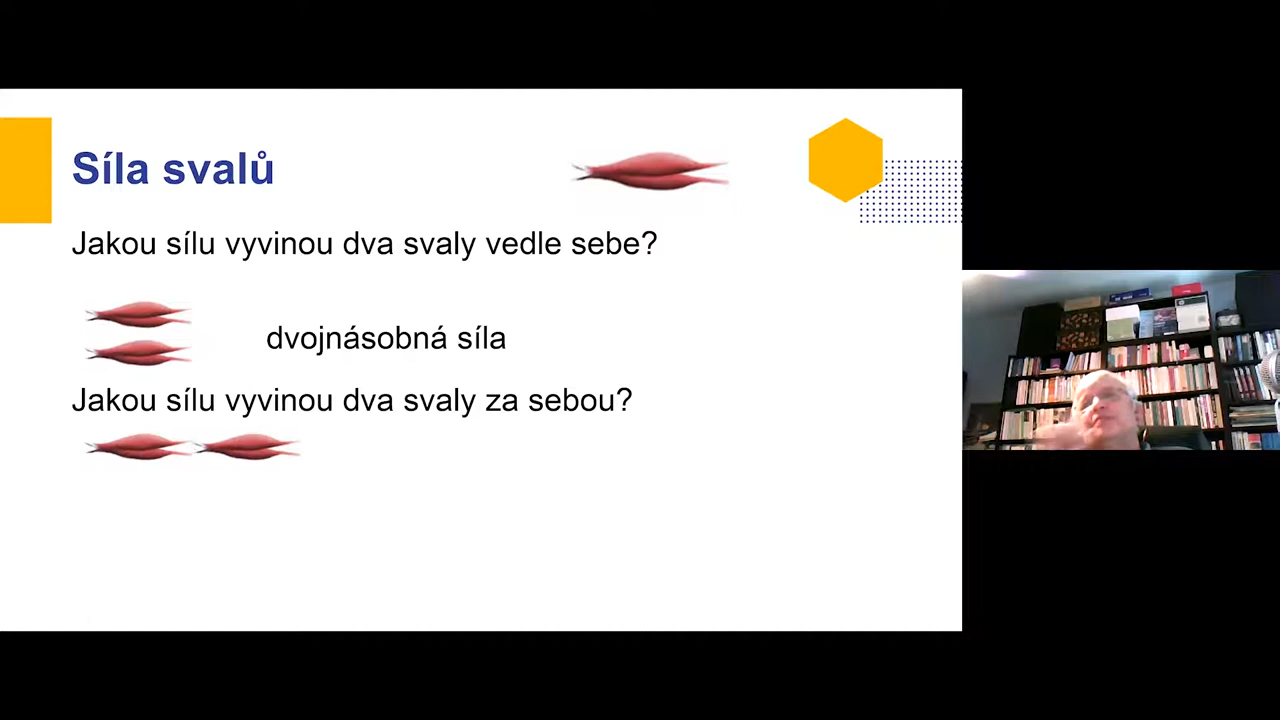 Síla svalů
Jakou sílu vyvinou dva svaly vedle sebe?
dvojnásobná síla
Jakou sílu vyvinou dva svaly za sebou?